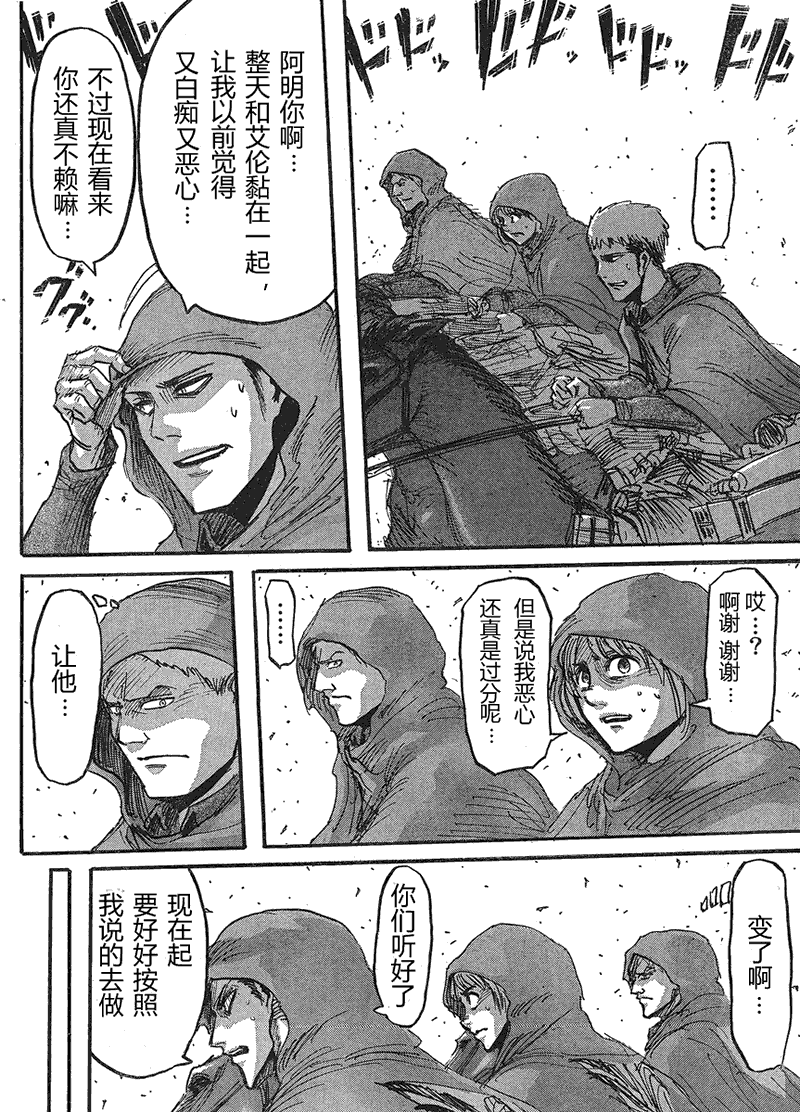 ドドッ ドドッ ドドッ ドドッ
……
阿明你啊…
整天和艾伦黏在一起，
让我以前觉得
又白痴又恶心…
不过现在看来
你还真不赖嘛…
グググ…
哎…？
啊谢 谢谢…
但是说我恶心
还真是过分呢…
……
让他…
变了啊…
你们听好了
现在起
要好好按照
我说的去做